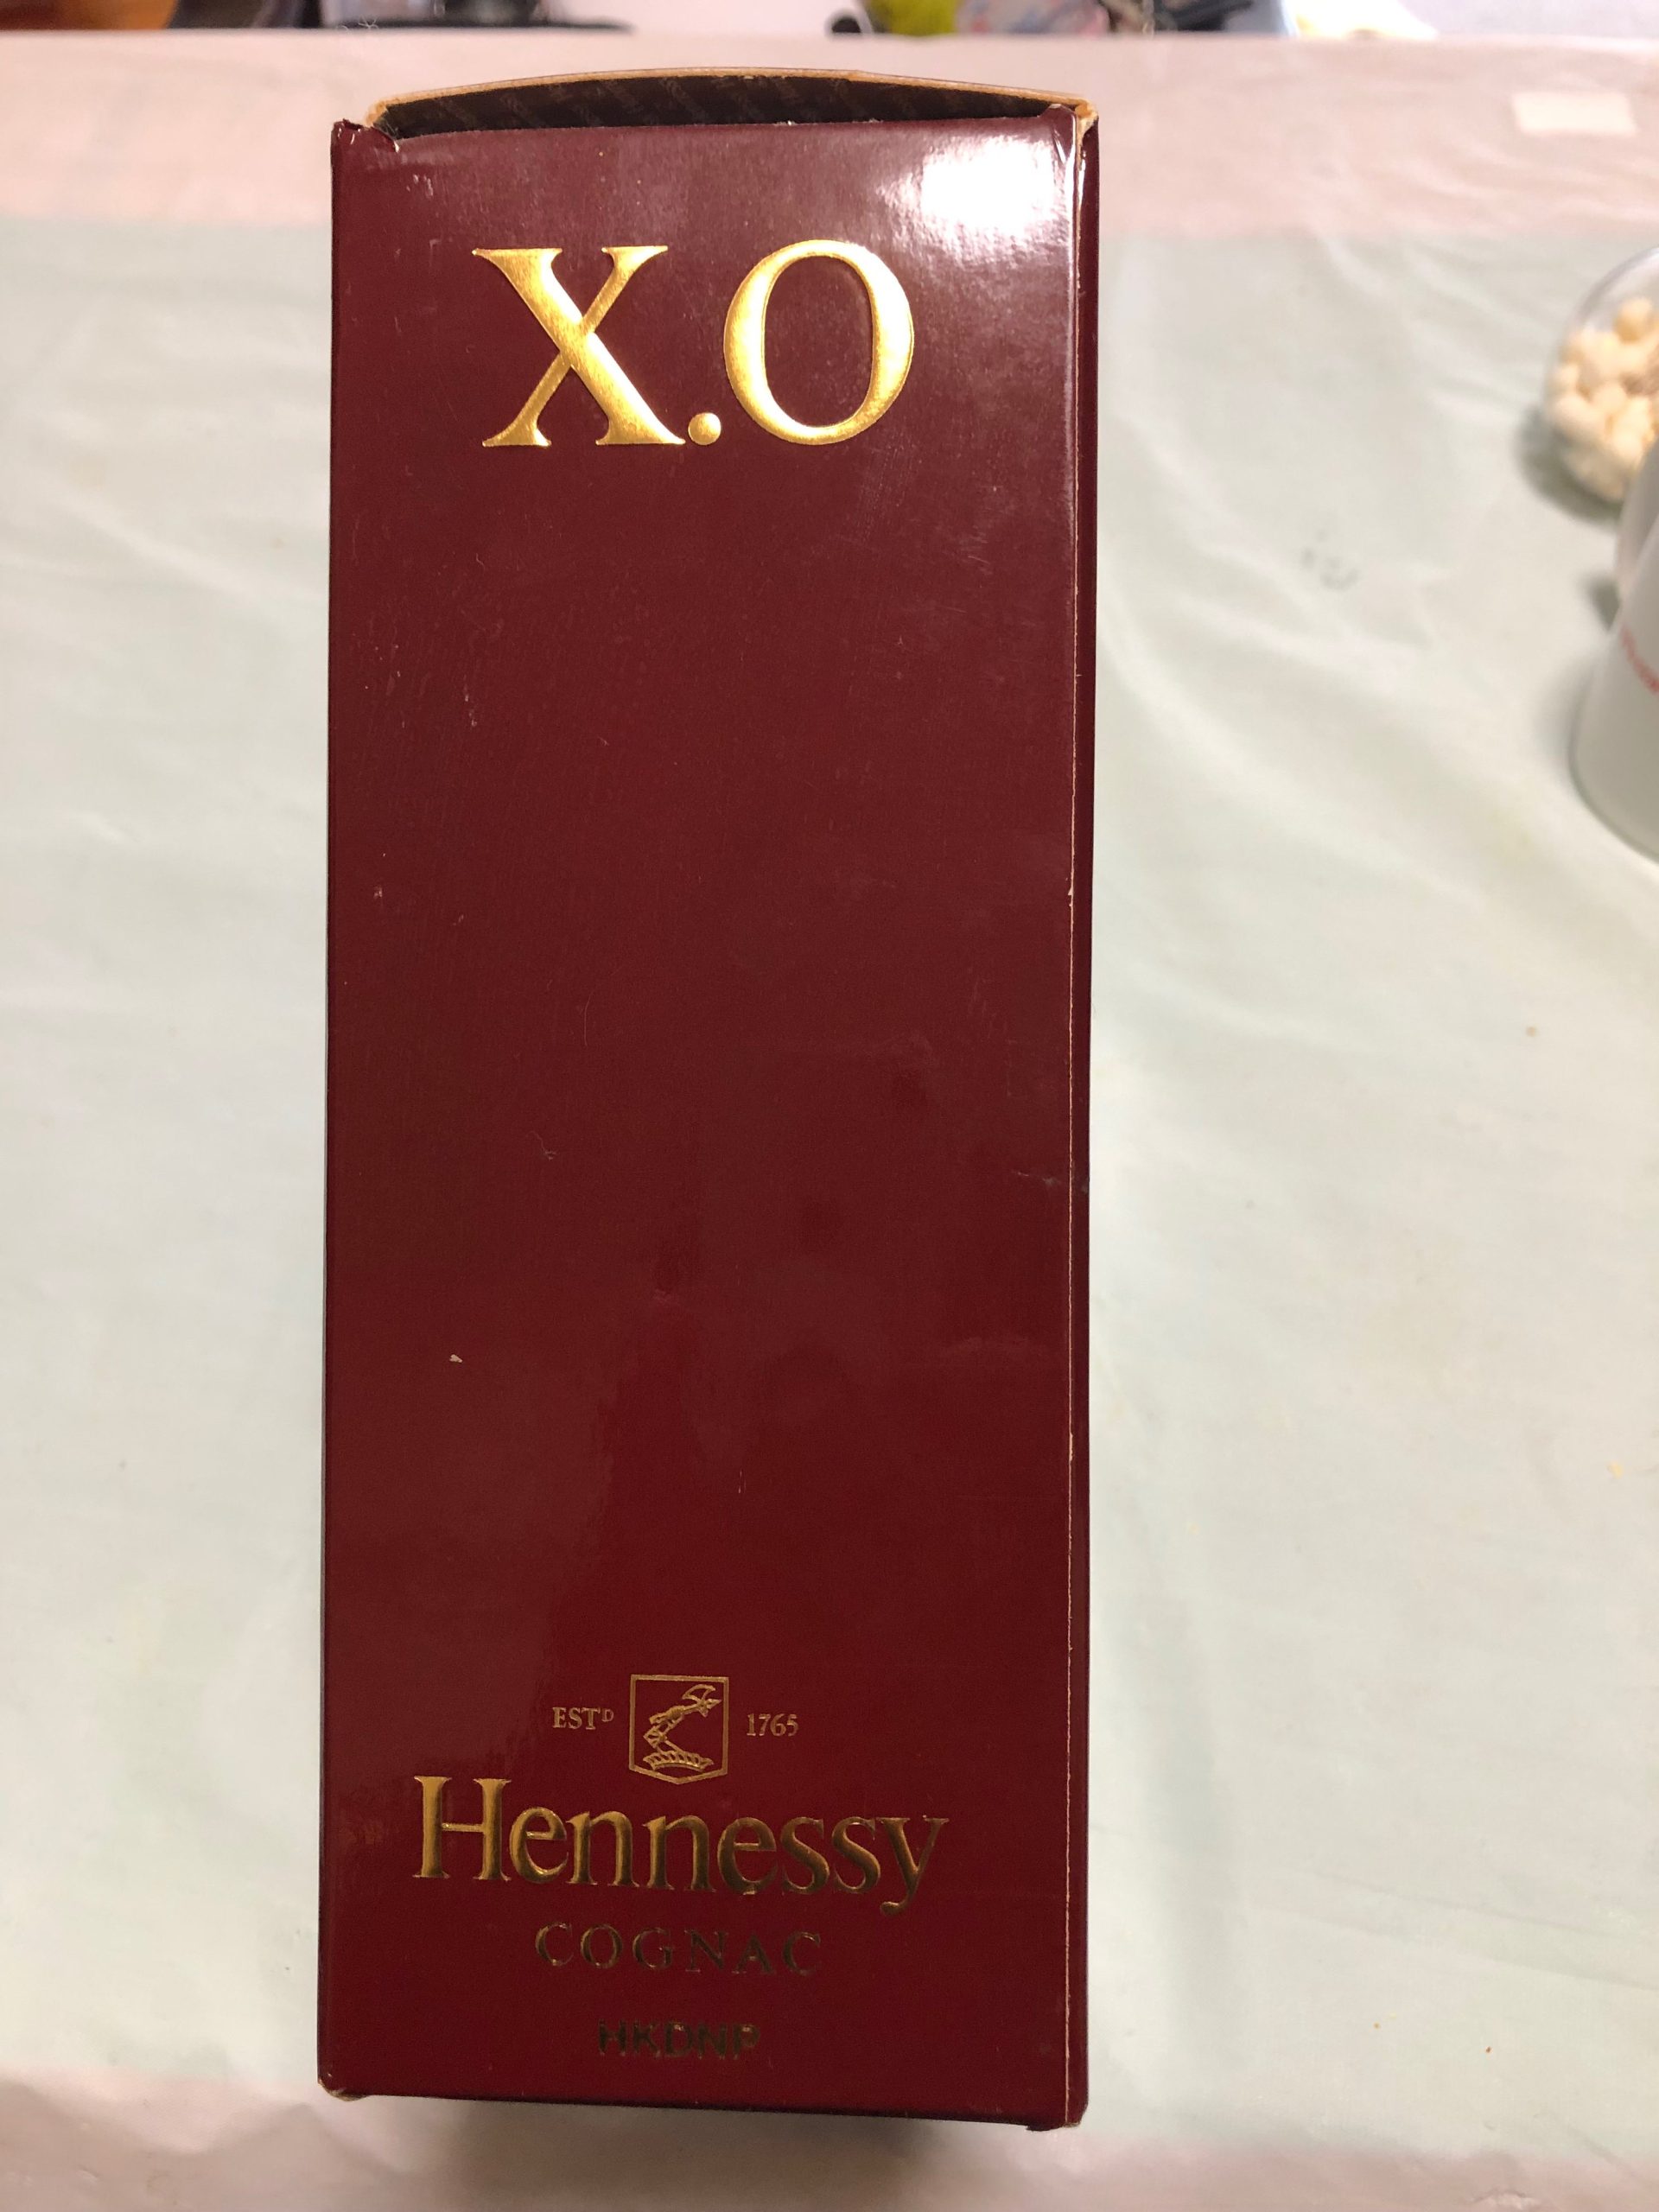 X.O
ESTD 1765
Hennessy
COGNAC
HKDNP